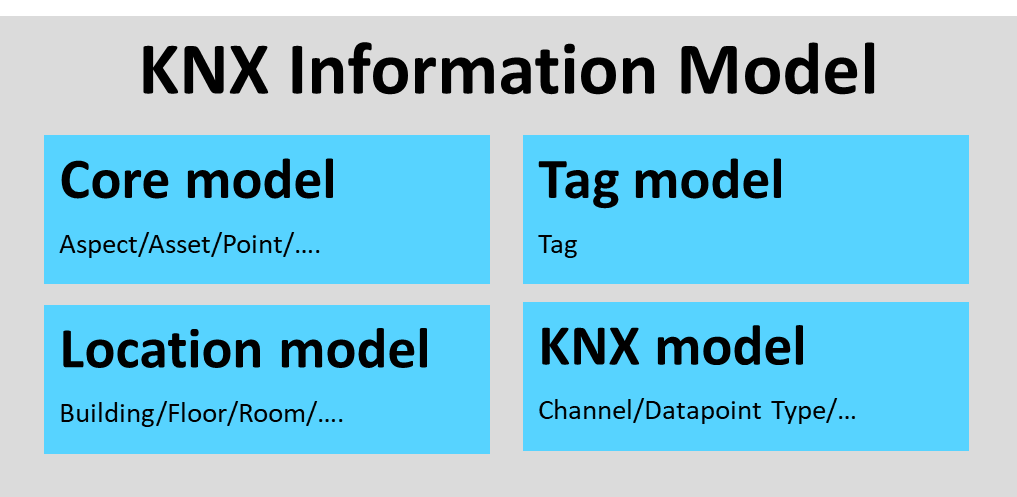 KNX Information Model
Core model
Aspect/Asset/Point/....
Tag model
Tag
Location model
Building/Floor/Room/....
KNX model
Channel/Datapoint Type/...